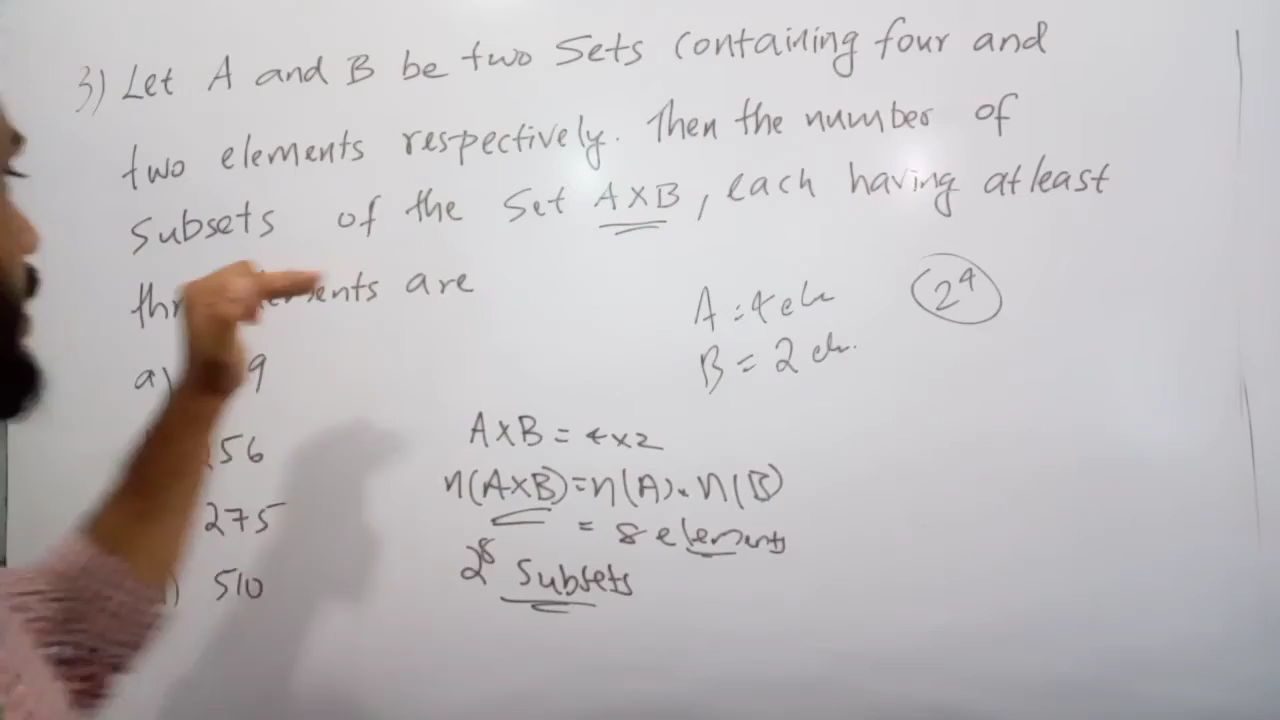 3) Let A and B be two Sets containing four and
two elements respectively. Then the number of
Subsets of the Set A×B, each having atleast
are
A = 4 ele
2⁴
B = 2 ele.
a) 9
A×B = 4×2
56
n(A×B) = n(A) . n(B)
275
= 8 elements
2⁸ Subsets
510